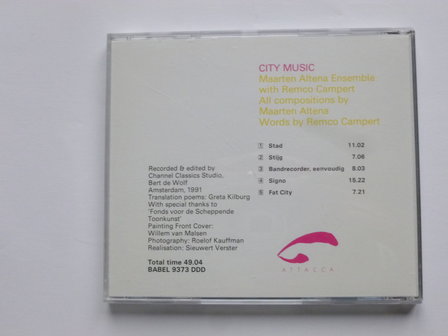 CITY MUSIC
Maarten Altena Ensemble
with Remco Campert
All compositions by
Maarten Altena
Words by Remco Campert
1 Stad 11.02
2 Stijg 7.06
3 Bandrecorder, eenvoudig 8.03
4 Signo 15.22
5 Fat City 7.21
Recorded & edited by
Channel Classics Studio,
Bert de Wolf
Amsterdam, 1991
Translation poems: Greta Kilburg
With special thanks to
'Fonds voor de Scheppende
Toonkunst'
Painting Front Cover:
Willem van Malsen
Photography: Roelof Kauffman
Realisation: Sieuwert Verster
Total time 49.04
BABEL 9373 DDD
ATTACCA